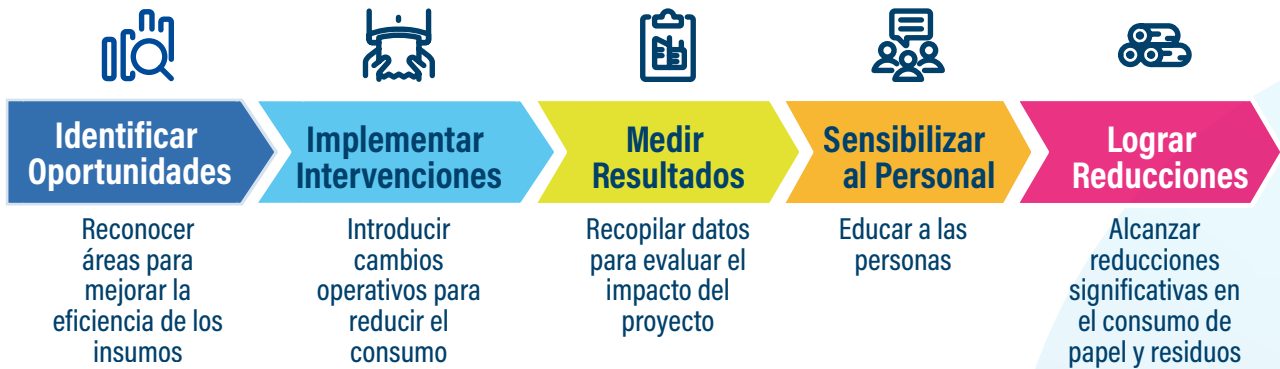 Identificar
Oportunidades
Reconocer
áreas para
mejorar la
eficiencia de los
insumos
Implementar
Intervenciones
Introducir
cambios
operativos para
reducir el
consumo
Medir
Resultados
Recopilar datos
para evaluar el
impacto del
proyecto
Sensibilizar
al Personal
Educar a las
personas
Lograr
Reducciones
Alcanzar
reducciones
significativas en
el consumo de
papel y residuos